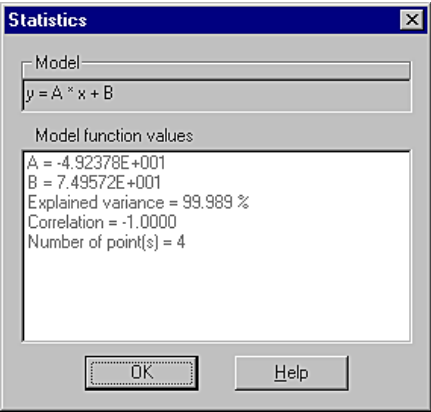 Statistics
Model
y = A * x + B
Model function values
A = -4.92378E+001
B = 7.49572E+001
Explained variance = 99.989 %
Correlation = -1.0000
Number of point(s) = 4
OK
Help